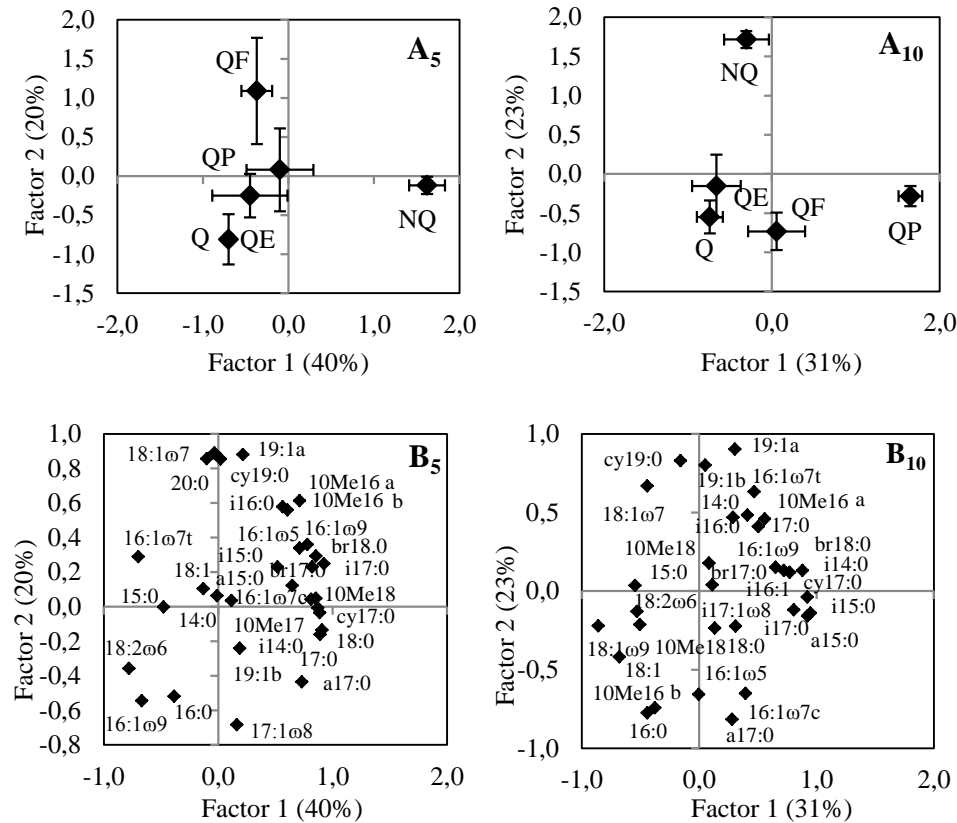 A5
Factor 2 (20%)
2,0
1,5
1,0
0,5
0,0
-0,5
-1,0
-1,5
QF
QP
NQ
Q
QE
-2,0
-1,0
0,0
1,0
2,0
Factor 1 (40%)
A10
Factor 2 (23%)
2,0
1,5
1,0
0,5
0,0
-0,5
-1,0
-1,5
NQ
QE
QF
Q
QP
-2,0
0,0
2,0
Factor 1 (31%)
B5
Factor 2 (20%)
1,0
0,8
0,6
0,4
0,2
0,0
-0,2
-0,4
-0,6
-0,8
18:1ω7
19:1a
20:0
cy19:0
10Me16 a
i16:0
10Me16 b
16:1ω7t
16:1ω5
16:1ω9
i15:0
br18.0
18:1
a15:0
br17:0
i17:0
15:0
16:1ω7c
10Me18
14:0
cy17:0
10Me17
18:0
18:2ω6
i14:0
17:0
19:1b
a17:0
16:1ω9
16:0
17:1ω8
-1,0
0,0
1,0
2,0
Factor 1 (40%)
B10
Factor 2 (23%)
1,0
0,5
0,0
-0,5
-1,0
cy19:0
19:1a
19:1b
16:1ω7t
18:1ω7
14:0
10Me16 a
i16:0
17:0
10Me18
16:1ω9
br18:0
15:0
br17:0
i16:1
i14:0
cy17:0
18:2ω6
i17:1ω8
i15:0
i17:0
18:1ω9
10Me18
18:0
a15:0
18:1
16:1ω5
10Me16 b
16:1ω7c
16:0
a17:0
-1,0
0,0
1,0
2,0
Factor 1 (31%)